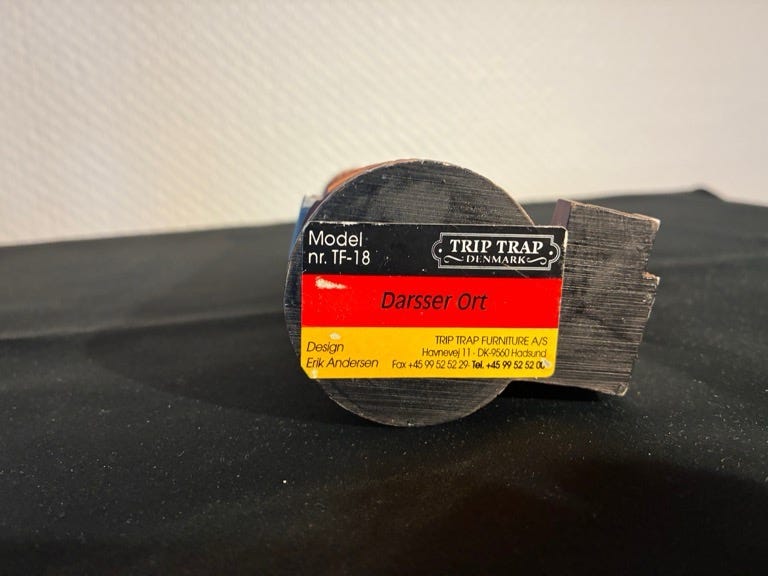 Model
nr. TF-18
TRIP TRAP
DENMARK
Darsser Ort
Design
Erik Andersen
TRIP TRAP FURNITURE A/S
Havnevej 11 · DK-9560 Hadsund
Fax +45 99 52 52 29 · Tel. +45 99 52 52 00